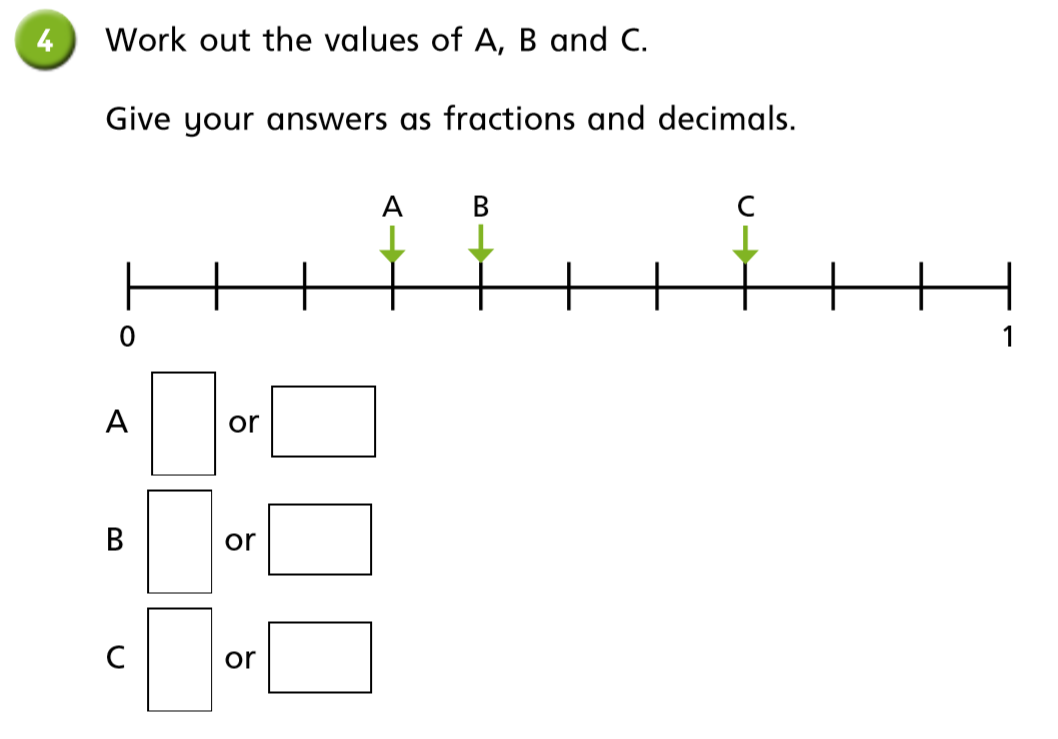 4 Work out the values of A, B and C.
Give your answers as fractions and decimals.
A B C
0 1
A or
B or
C or